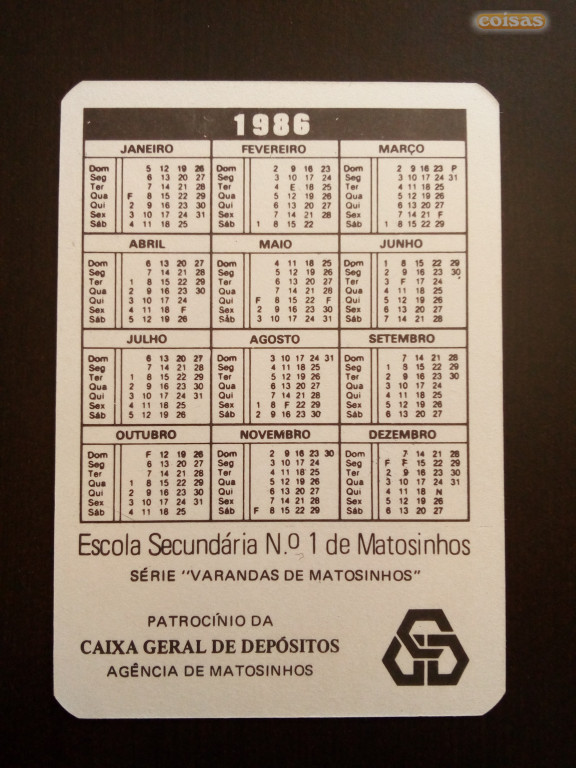 coisas
1986
JANEIRO FEVEREIRO MARÇO
Dom 5 12 19 26 Dom 2 9 16 23 Dom 2 9 16 23 P
Seg 6 13 20 27 Seg 3 10 17 24 Seg 3 10 17 24 31
Ter 7 14 21 28 Ter 4 E 18 25 Ter 4 11 18 25
Qua F 8 15 22 29 Qua 5 12 19 26 Qua 5 12 19 26
Qui 2 9 16 23 30 Qui 6 13 20 27 Qui 6 13 20 27
Sex 3 10 17 24 31 Sex 7 14 21 28 Sex 7 14 21 F
Sáb 4 11 18 25 Sáb 1 8 15 22 Sáb 1 8 15 22 29
ABRIL MAIO JUNHO
Dom 6 13 20 27 Dom 4 11 18 25 Dom 1 8 15 22 29
Seg 7 14 21 28 Seg 5 12 19 26 Seg 2 9 16 23 30
Ter 1 8 15 22 29 Ter 6 13 20 27 Ter 3 F 17 24
Qua 2 9 16 23 30 Qua 7 14 21 28 Qua 4 11 18 25
Qui 3 10 17 24 Qui F 8 15 22 F Qui 5 12 19 26
Sex 4 11 18 F Sex 2 9 16 23 30 Sex 6 13 20 27
Sáb 5 12 19 26 Sáb 3 10 17 24 31 Sáb 7 14 21 28
JULHO AGOSTO SETEMBRO
Dom 6 13 20 27 Dom 3 10 17 24 31 Dom 7 14 21 28
Seg 7 14 21 28 Seg 4 11 18 25 Seg 1 8 15 22 29
Ter 1 8 15 22 29 Ter 5 12 19 26 Ter 2 9 16 23 30
Qua 2 9 16 23 30 Qua 6 13 20 27 Qua 3 10 17 24
Qui 3 10 17 24 31 Qui 7 14 21 28 Qui 4 11 18 25
Sex 4 11 18 25 Sex 1 8 F 22 29 Sex 5 12 19 26
Sáb 5 12 19 26 Sáb 2 9 16 23 30 Sáb 6 13 20 27
OUTUBRO NOVEMBRO DEZEMBRO
Dom F 12 19 26 Dom 2 9 16 23 30 Dom 7 14 21 28
Seg 6 13 20 27 Seg 3 10 17 24 Seg F F 15 22 29
Ter 7 14 21 28 Ter 4 11 18 25 Ter 2 9 16 23 30
Qua 1 8 15 22 29 Qua 5 12 19 26 Qua 3 10 17 24 31
Qui 2 9 16 23 30 Qui 6 13 20 27 Qui 4 11 18 N
Sex 3 10 17 24 31 Sex 7 14 21 28 Sex 5 12 19 26
Sáb 4 11 18 25 Sáb F 8 15 22 29 Sáb 6 13 20 27
Escola Secundária N.º 1 de Matosinhos
SÉRIE "VARANDAS DE MATOSINHOS"
PATROCÍNIO DA
CAIXA GERAL DE DEPÓSITOS
AGÊNCIA DE MATOSINHOS